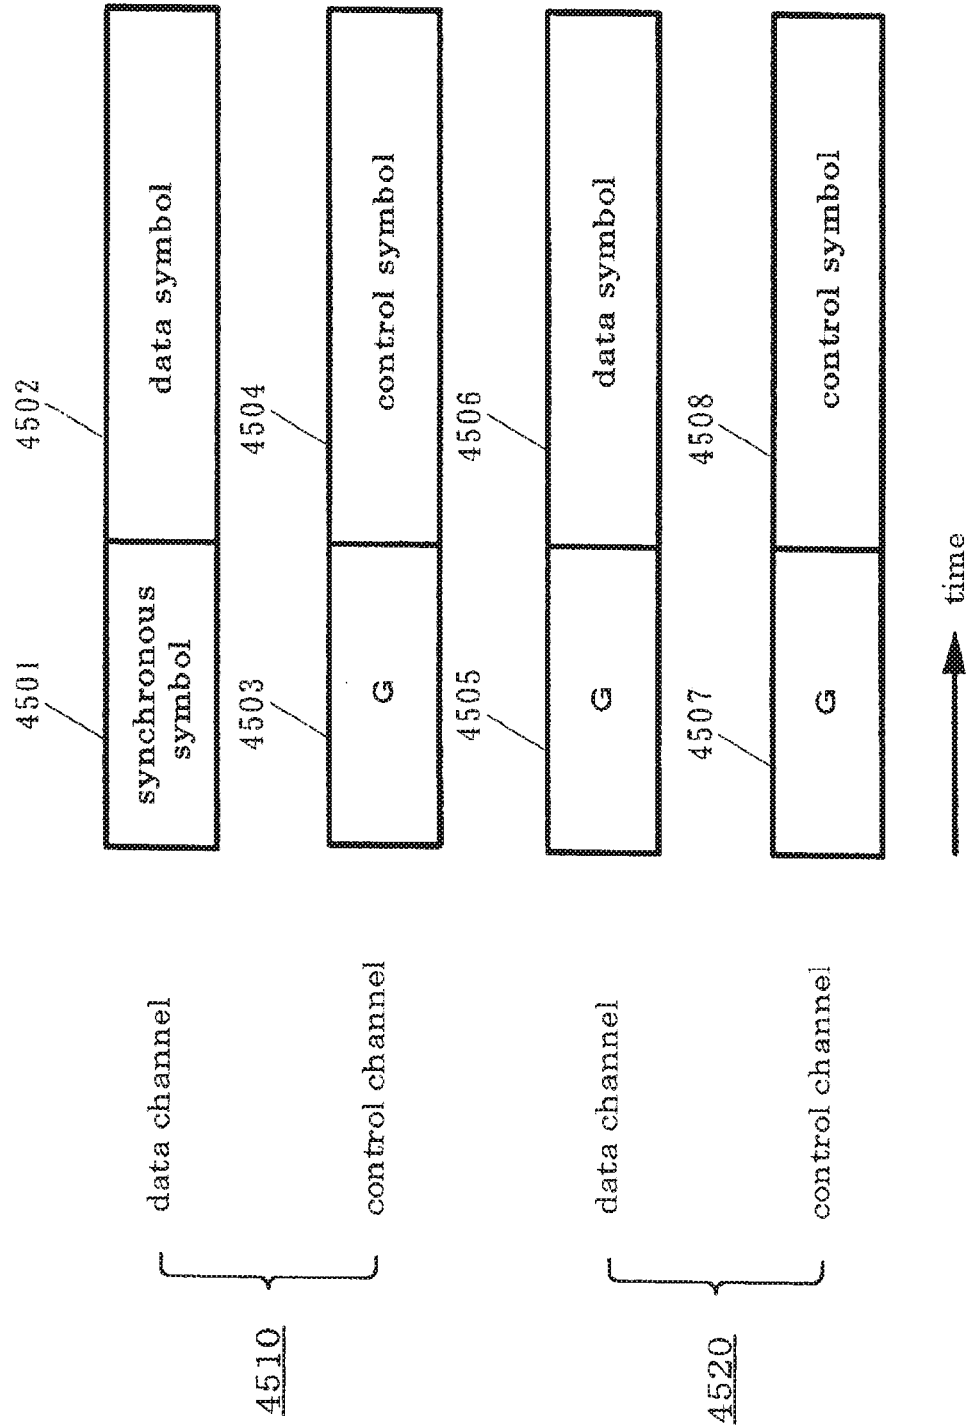 4501
4502
data channel
synchronous
symbol
data symbol
4510
4503
4504
control channel
G
control symbol
4505
4506
data channel
G
data symbol
4520
4507
4508
control channel
G
control symbol
time